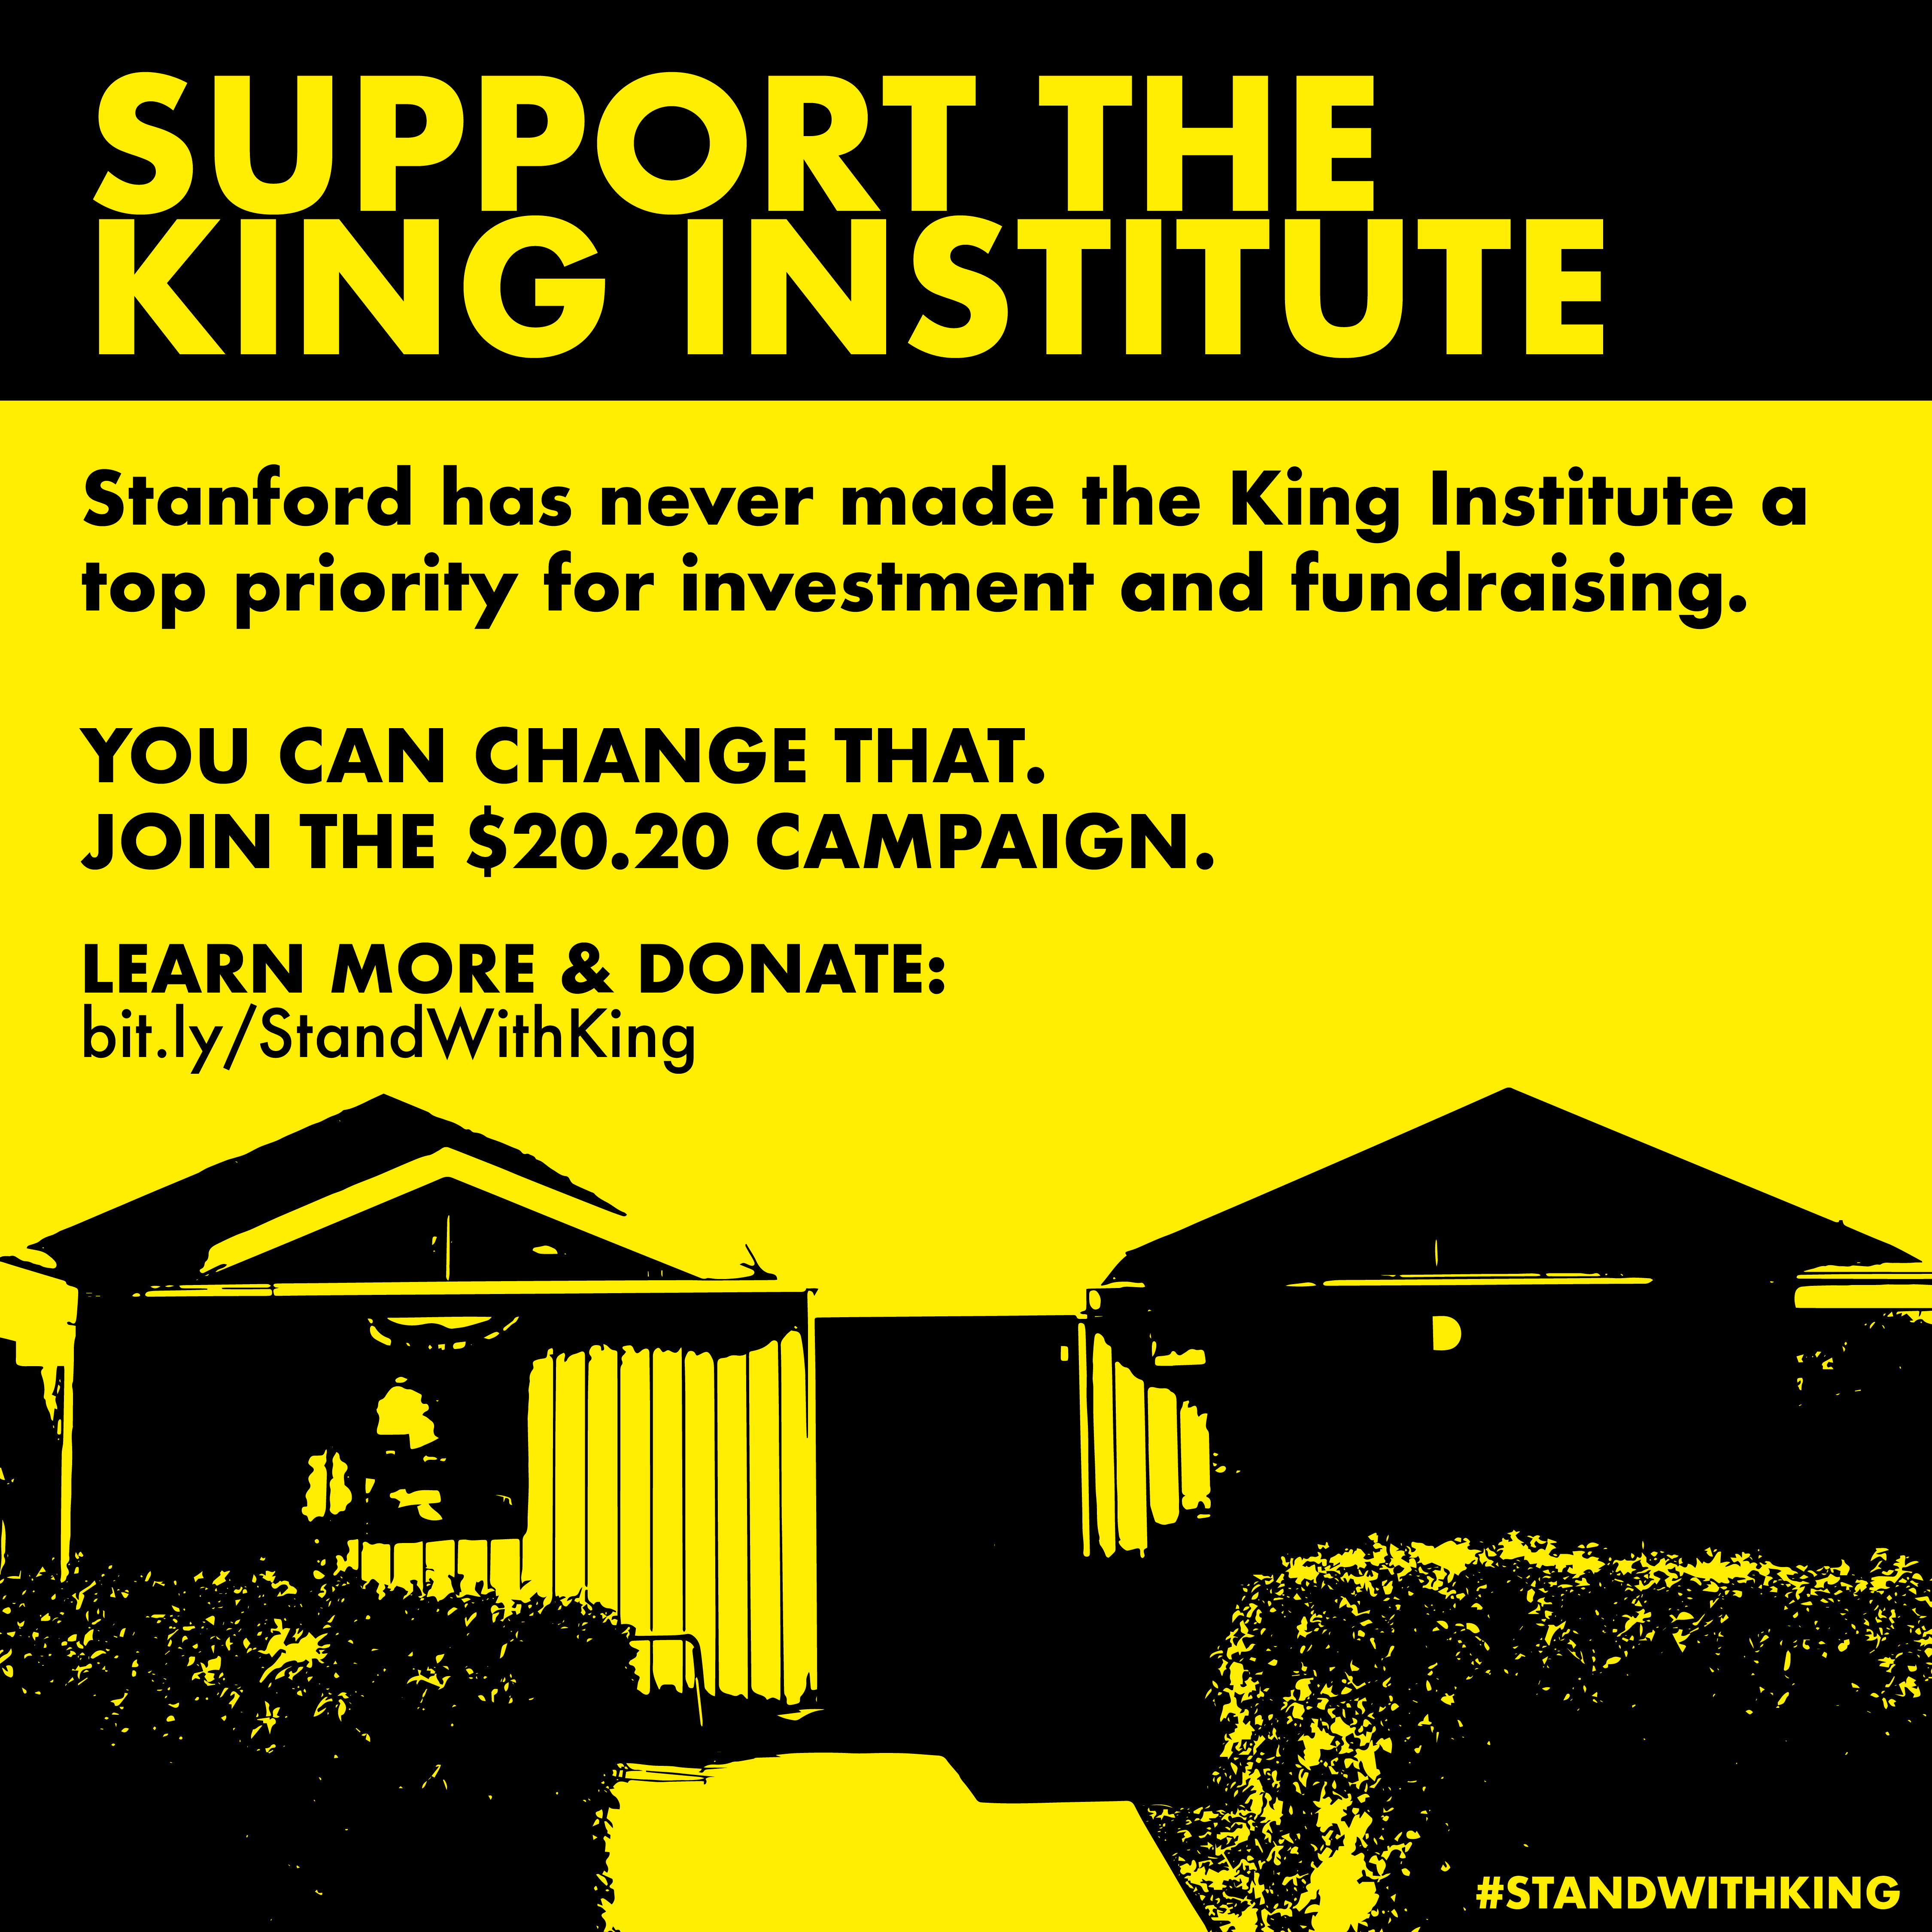 SUPPORT THE
KING INSTITUTE
Stanford has never made the King Institute a
top priority for investment and fundraising.
YOU CAN CHANGE THAT.
JOIN THE $20.20 CAMPAIGN.
LEARN MORE & DONATE:
bit.ly/StandWithKing
D
#STANDWITHKING